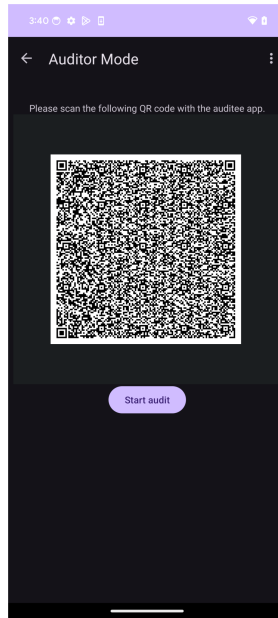 3:40
Auditor Mode
Please scan the following QR code with the auditee app.
Start audit